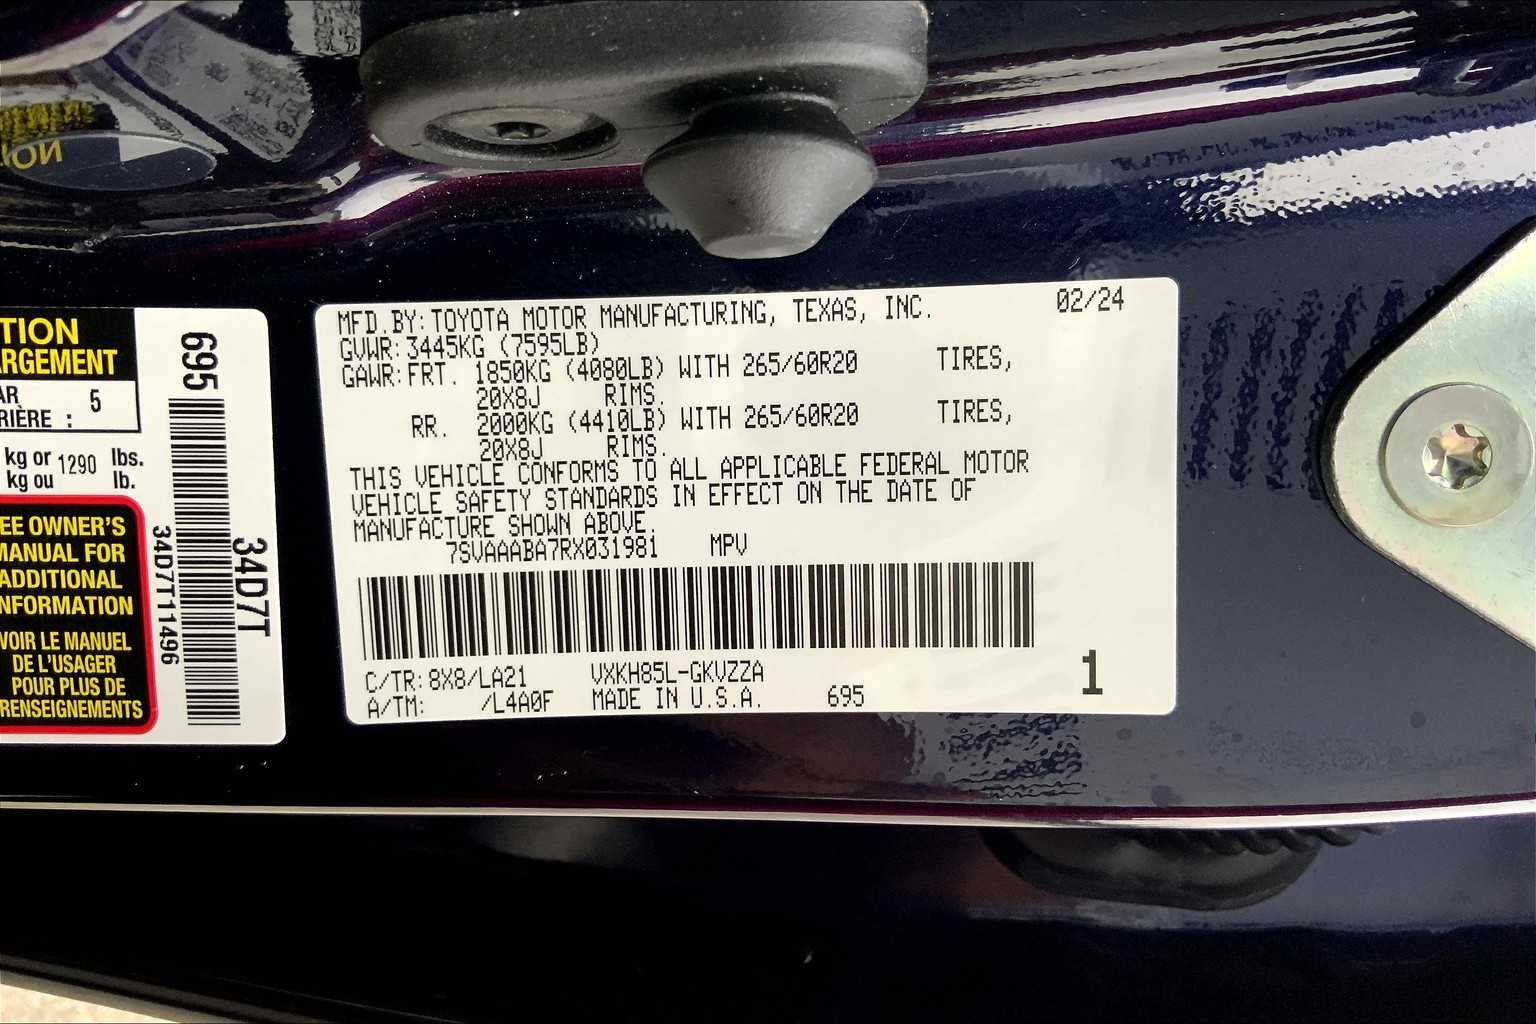 TION
ARGEMENT
AR 5
RIÈRE :
kg or 1290 lbs.
kg ou lb.
EE OWNER'S
MANUAL FOR
ADDITIONAL
NFORMATION
VOIR LE MANUEL
DE L'USAGER
POUR PLUS DE
RENSEIGNEMENTS
695
34D7T
34D7T11496
MFD.BY: TOYOTA MOTOR MANUFACTURING, TEXAS, INC. 02/24
GVWR: 3445KG (7595LB)
GAWR: FRT. 1850KG (4080LB) WITH 265/60R20 TIRES,
20X8J RIMS.
RR. 2000KG (4410LB) WITH 265/60R20 TIRES,
20X8J RIMS.
THIS VEHICLE CONFORMS TO ALL APPLICABLE FEDERAL MOTOR
VEHICLE SAFETY STANDARDS IN EFFECT ON THE DATE OF
MANUFACTURE SHOWN ABOVE.
7SVAAABA7RX031981 MPV
C/TR: 8X8/LA21 VXKH85L-GKVZZA
A/TM: /L4A0F MADE IN U.S.A. 695
1